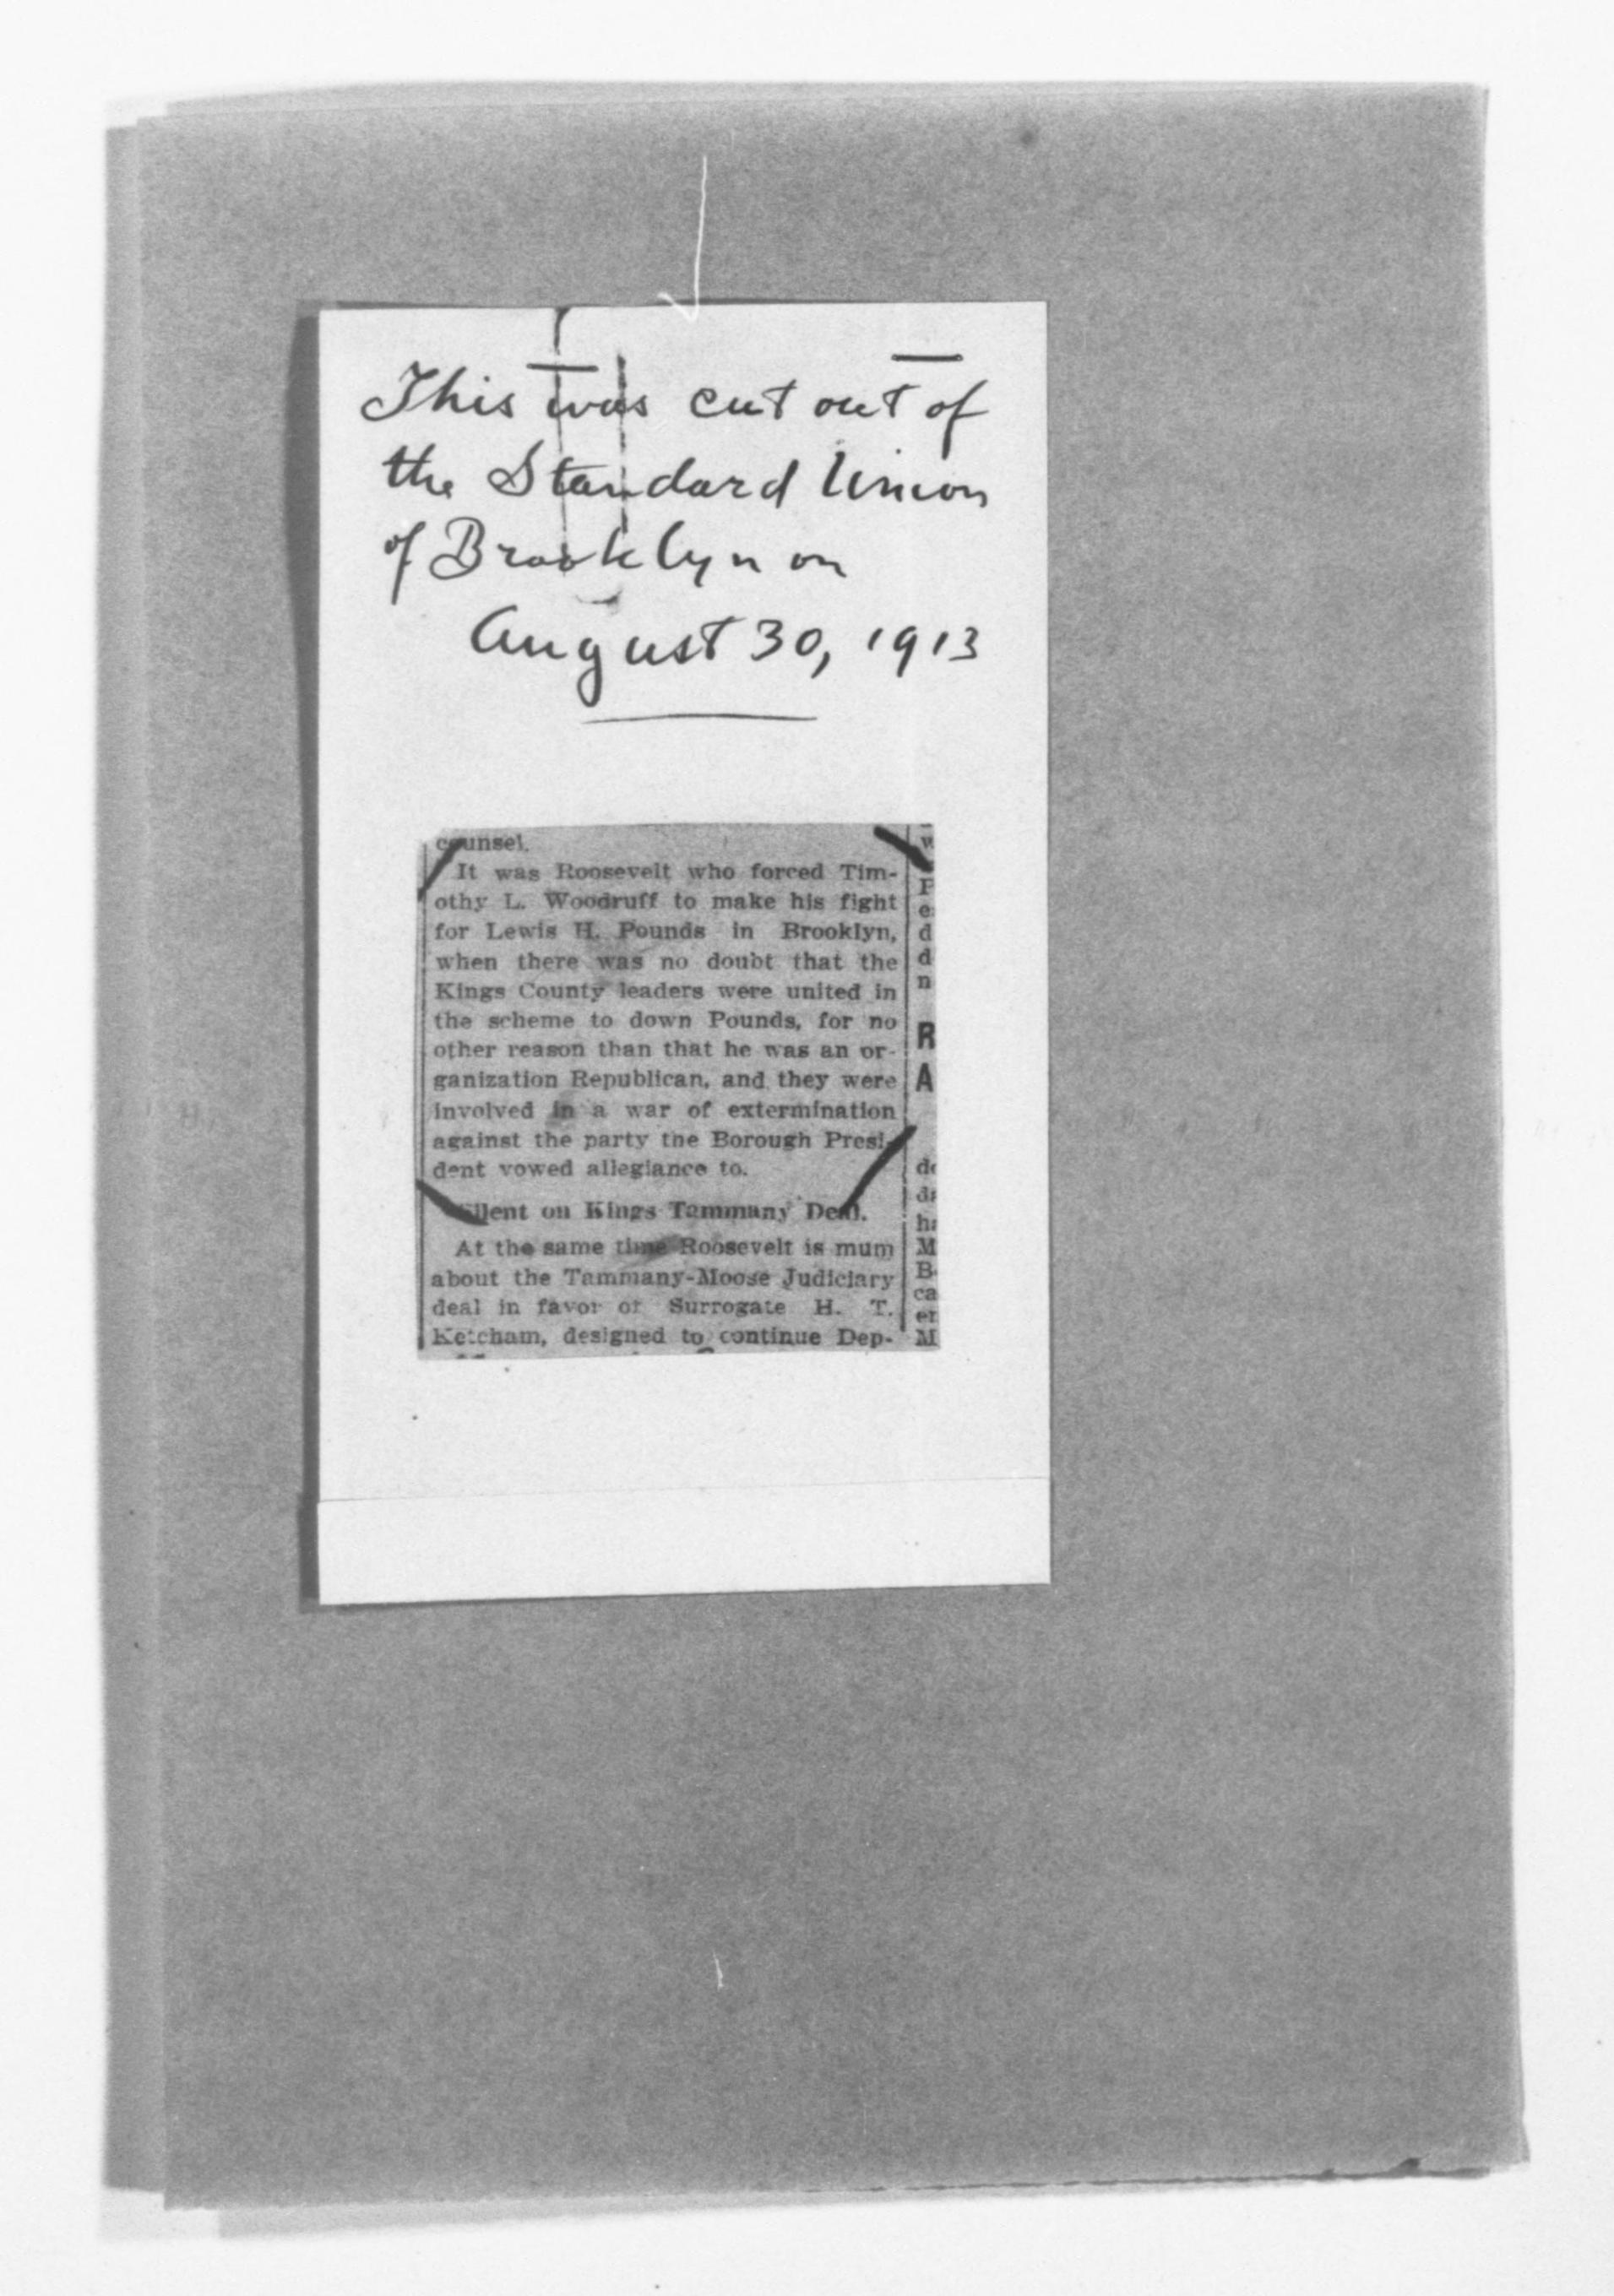 This was cut out of
the Standard Union
of Brooklyn on
August 30, 1913
counsel.
It was Roosevelt who forced Tim-
othy L. Woodruff to make his fight
for Lewis H. Pounds in Brooklyn,
when there was no doubt that the
Kings County leaders were united in
the scheme to down Pounds, for no
other reason than that he was an or-
ganization Republican, and they were
involved in a war of extermination
against the party the Borough Presi-
dent vowed allegiance to.
Silent on Kings Tammany Deal.
At the same time Roosevelt is mum
about the Tammany-Moose Judiciary
deal in favor of Surrogate H. T.
Ketcham, designed to continue Dep-
P
e
d
d
n
R
A
de
da
ha
M
B
ca
er
M